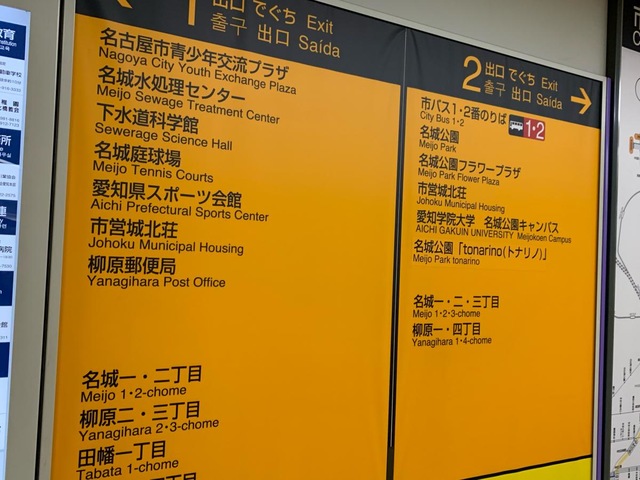 1 出口 でぐち Exit
출구 出口 Saída
名古屋市青少年交流プラザ
Nagoya City Youth Exchange Plaza
名城水処理センター
Meijo Sewage Treatment Center
下水道科学館
Sewerage Science Hall
名城庭球場
Meijo Tennis Courts
愛知県スポーツ会館
Aichi Prefectural Sports Center
市営城北荘
Johoku Municipal Housing
柳原郵便局
Yanagihara Post Office
名城一・二丁目
Meijo 1・2-chome
柳原二・三丁目
Yanagihara 2・3-chome
田幡一丁目
Tabata 1-chome
2 出口 でぐち Exit
출구 出口 Saída
市バス1・2番のりば 1・2
City Bus 1・2
名城公園
Meijo Park
名城公園フラワープラザ
Meijo Park Flower Plaza
市営城北荘
Johoku Municipal Housing
愛知学院大学 名城公園キャンパス
AICHI GAKUIN UNIVERSITY Meijokoen Campus
名城公園「tonarino(トナリノ)」
Meijo Park tonarino
名城一・二・三丁目
Meijo 1・2・3-chome
柳原一・四丁目
Yanagihara 1・4-chome